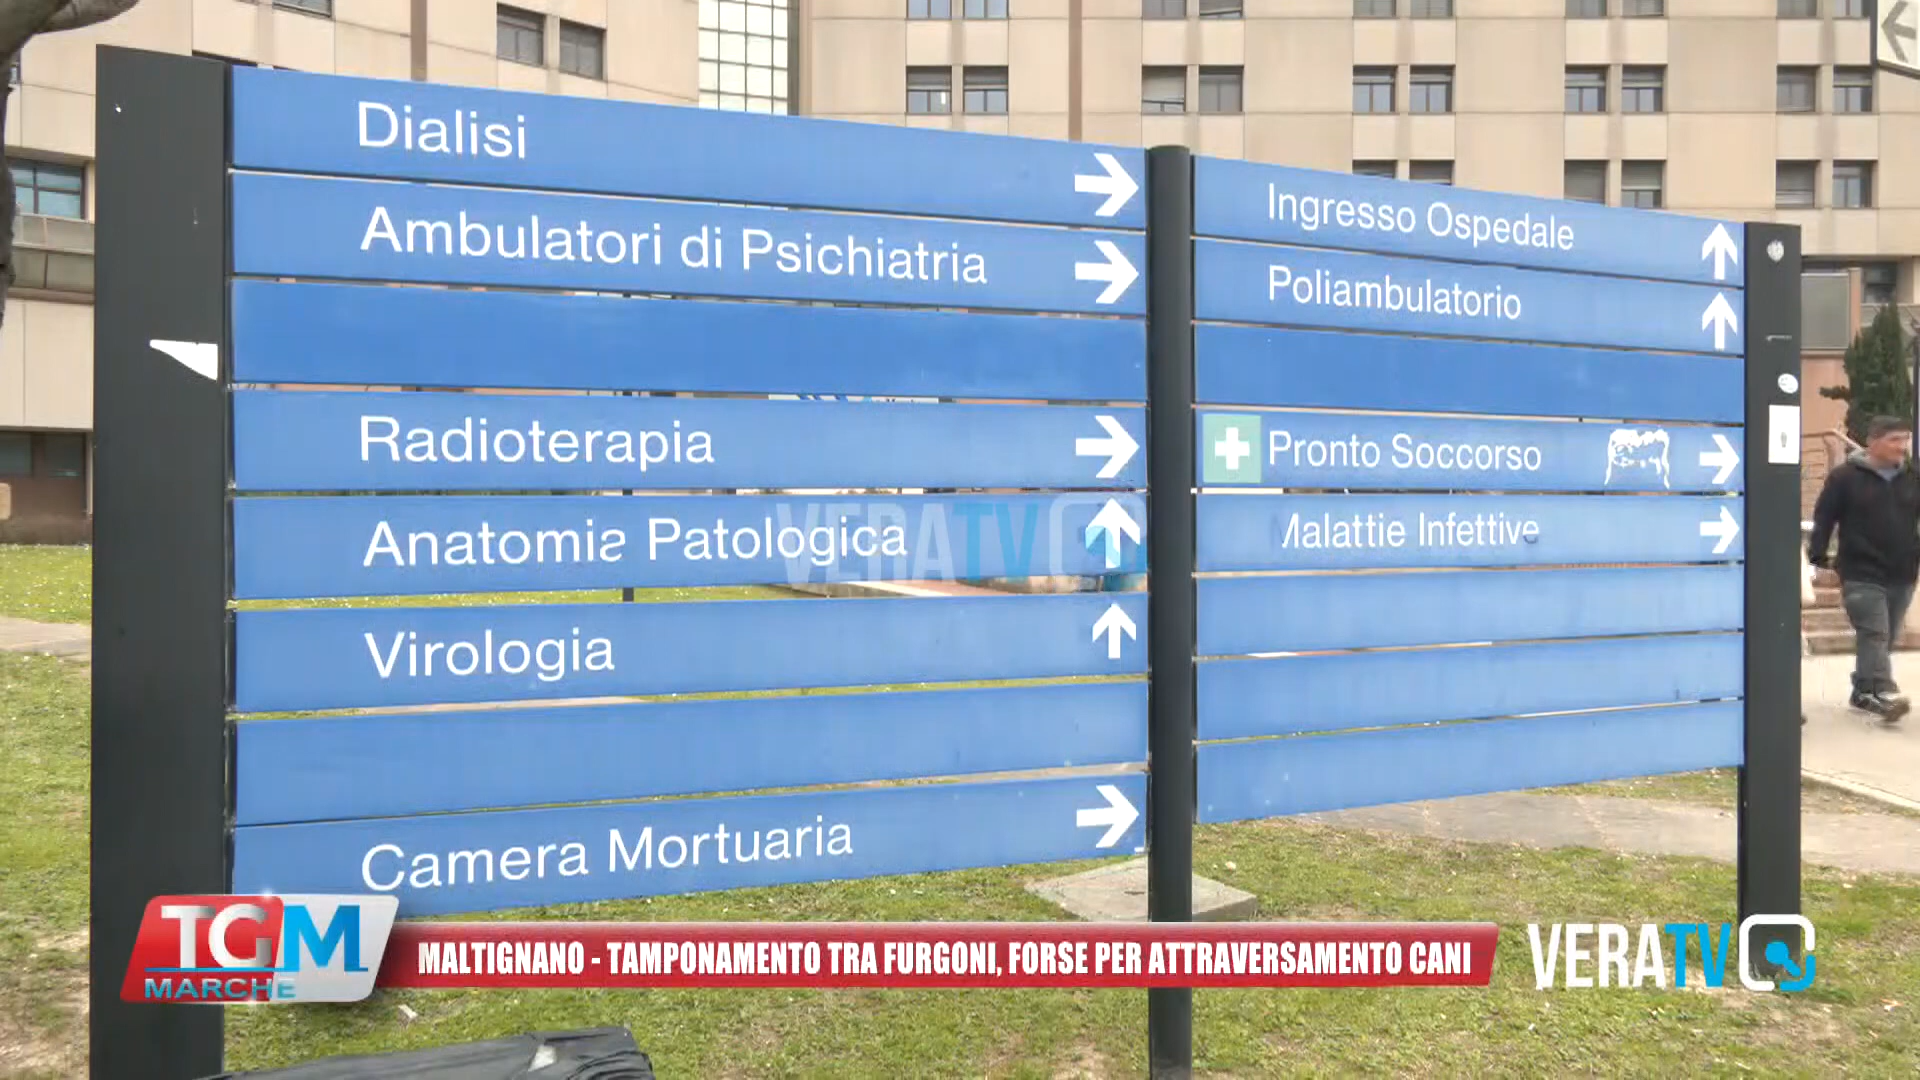 Dialisi
Ambulatori di Psichiatria
Radioterapia
Anatomia Patologica
Virologia
Camera Mortuaria
Ingresso Ospedale
Poliambulatorio
Pronto Soccorso
Malattie Infettive
VERATV
TGM
MARCHE
MALTIGNANO - TAMPONAMENTO TRA FURGONI, FORSE PER ATTRAVERSAMENTO CANI
VERATV